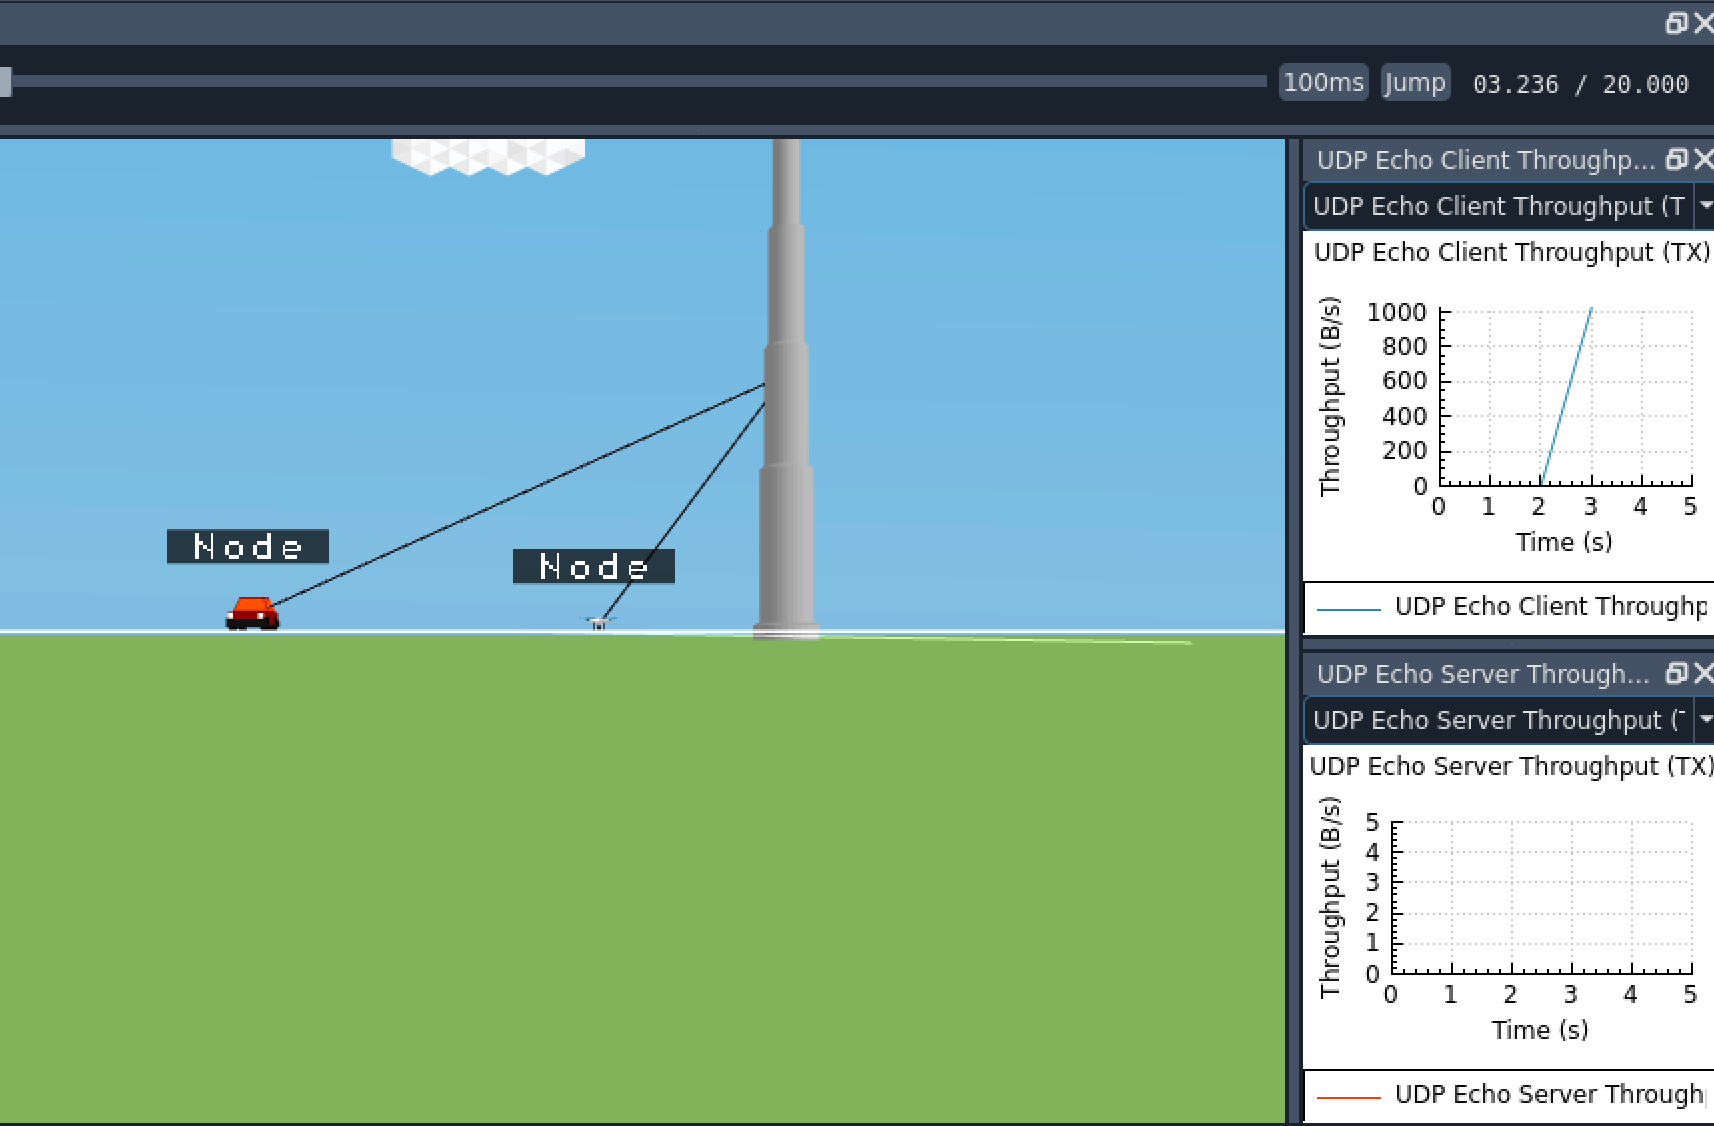 100ms Jump 03.236 / 20.000
UDP Echo Client Throughp...
UDP Echo Client Throughput (T
UDP Echo Client Throughput (TX)
Throughput (B/s)
1000
800
600
400
200
0
0 1 2 3 4 5
Time (s)
UDP Echo Client Throughp
Node
Node
UDP Echo Server Through...
UDP Echo Server Throughput (
UDP Echo Server Throughput (TX)
Throughput (B/s)
5
4
3
2
1
0
0 1 2 3 4 5
Time (s)
UDP Echo Server Through